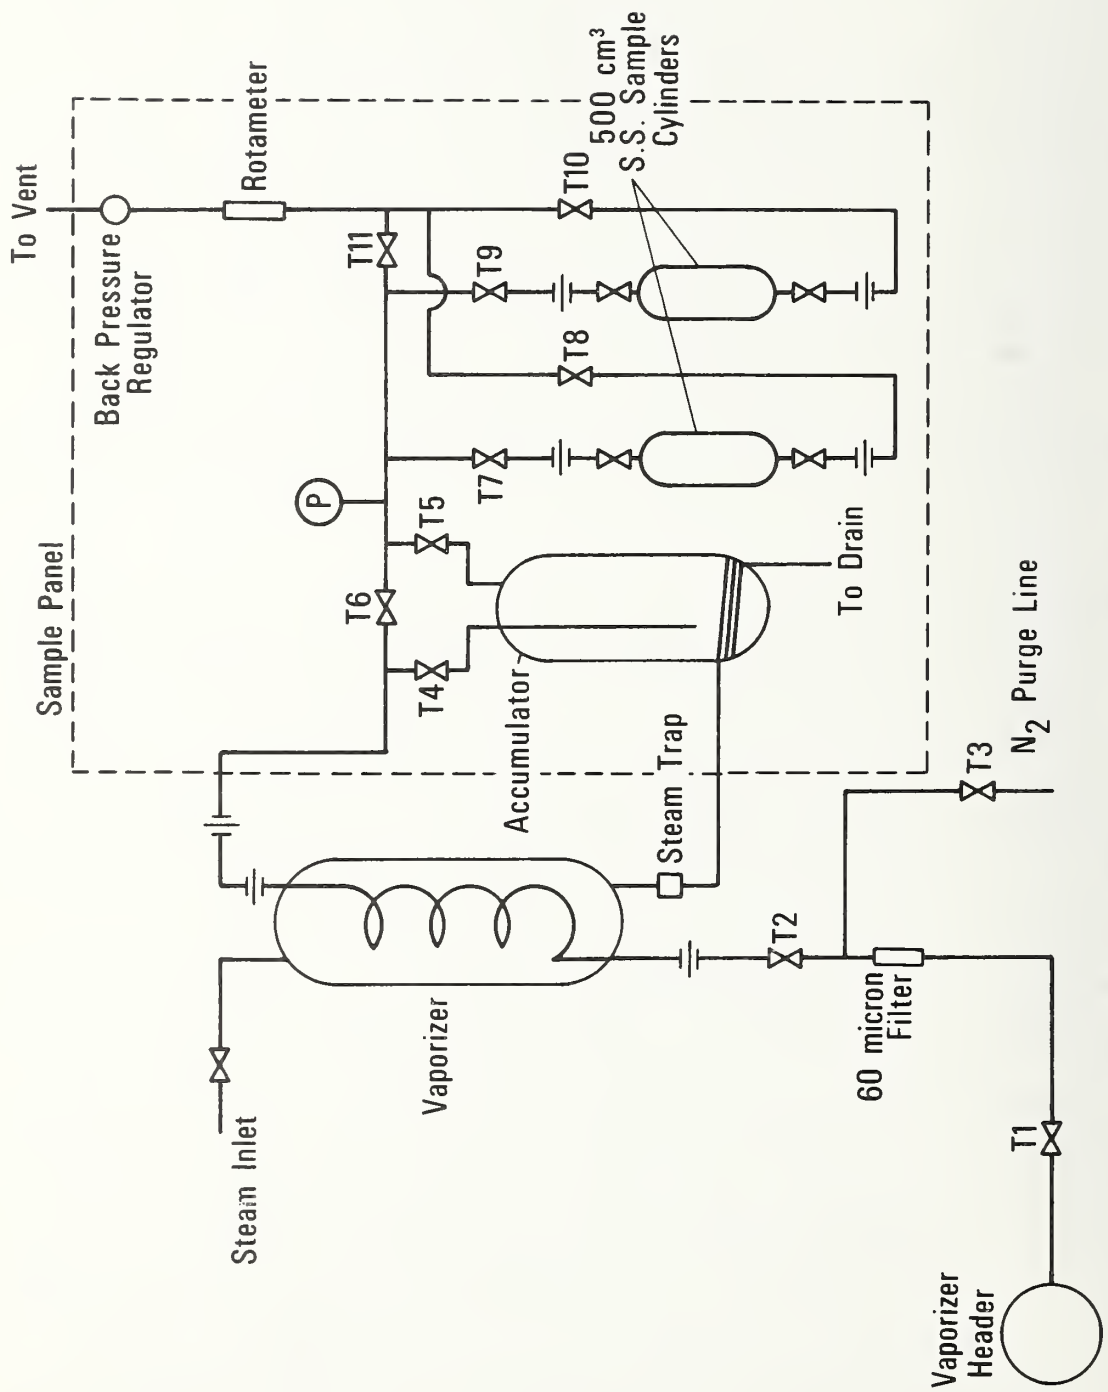 Sample Panel
To Vent
Back Pressure
Regulator
Rotameter
500 cm³
S.S. Sample
Cylinders
P
T11
T10
T9
T8
T7
T6
T5
T4
Accumulator
To Drain
Steam Trap
Steam Inlet
Vaporizer
T2
T3
N₂ Purge Line
60 micron
Filter
T1
Vaporizer
Header